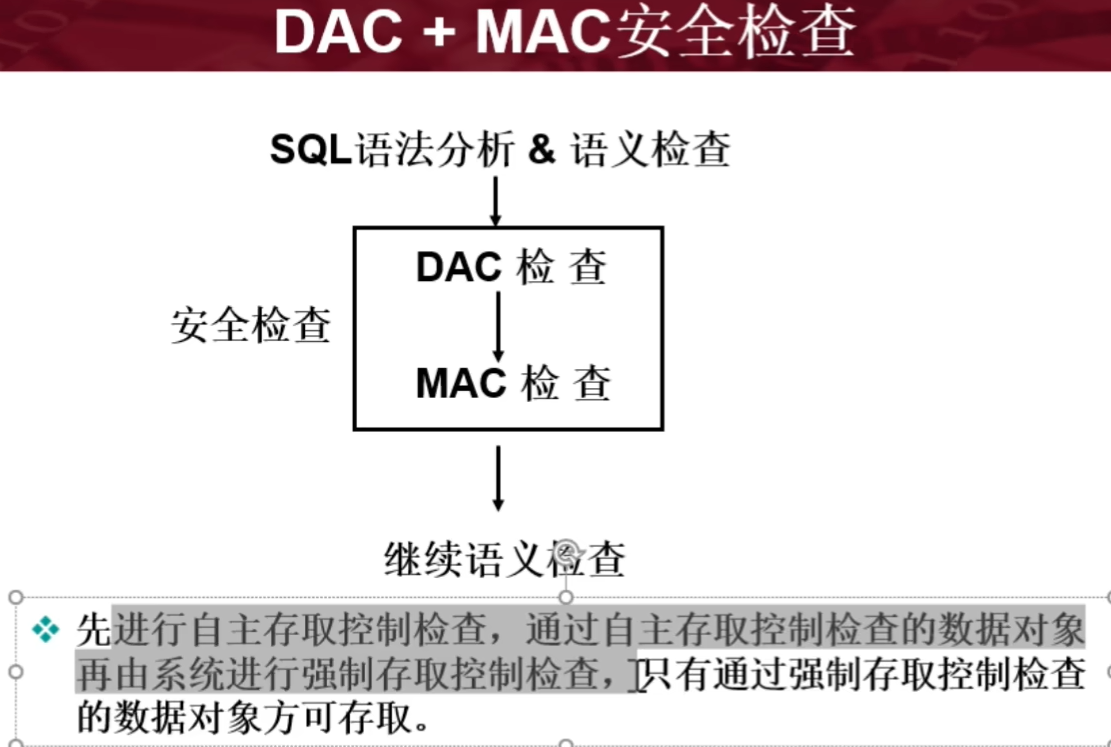 DAC + MAC安全检查
SQL语法分析 & 语义检查
DAC 检 查
安全检查
MAC 检 查
继续语义检查
先进行自主存取控制检查，通过自主存取控制检查的数据对象
再由系统进行强制存取控制检查，只有通过强制存取控制检查
的数据对象方可存取。